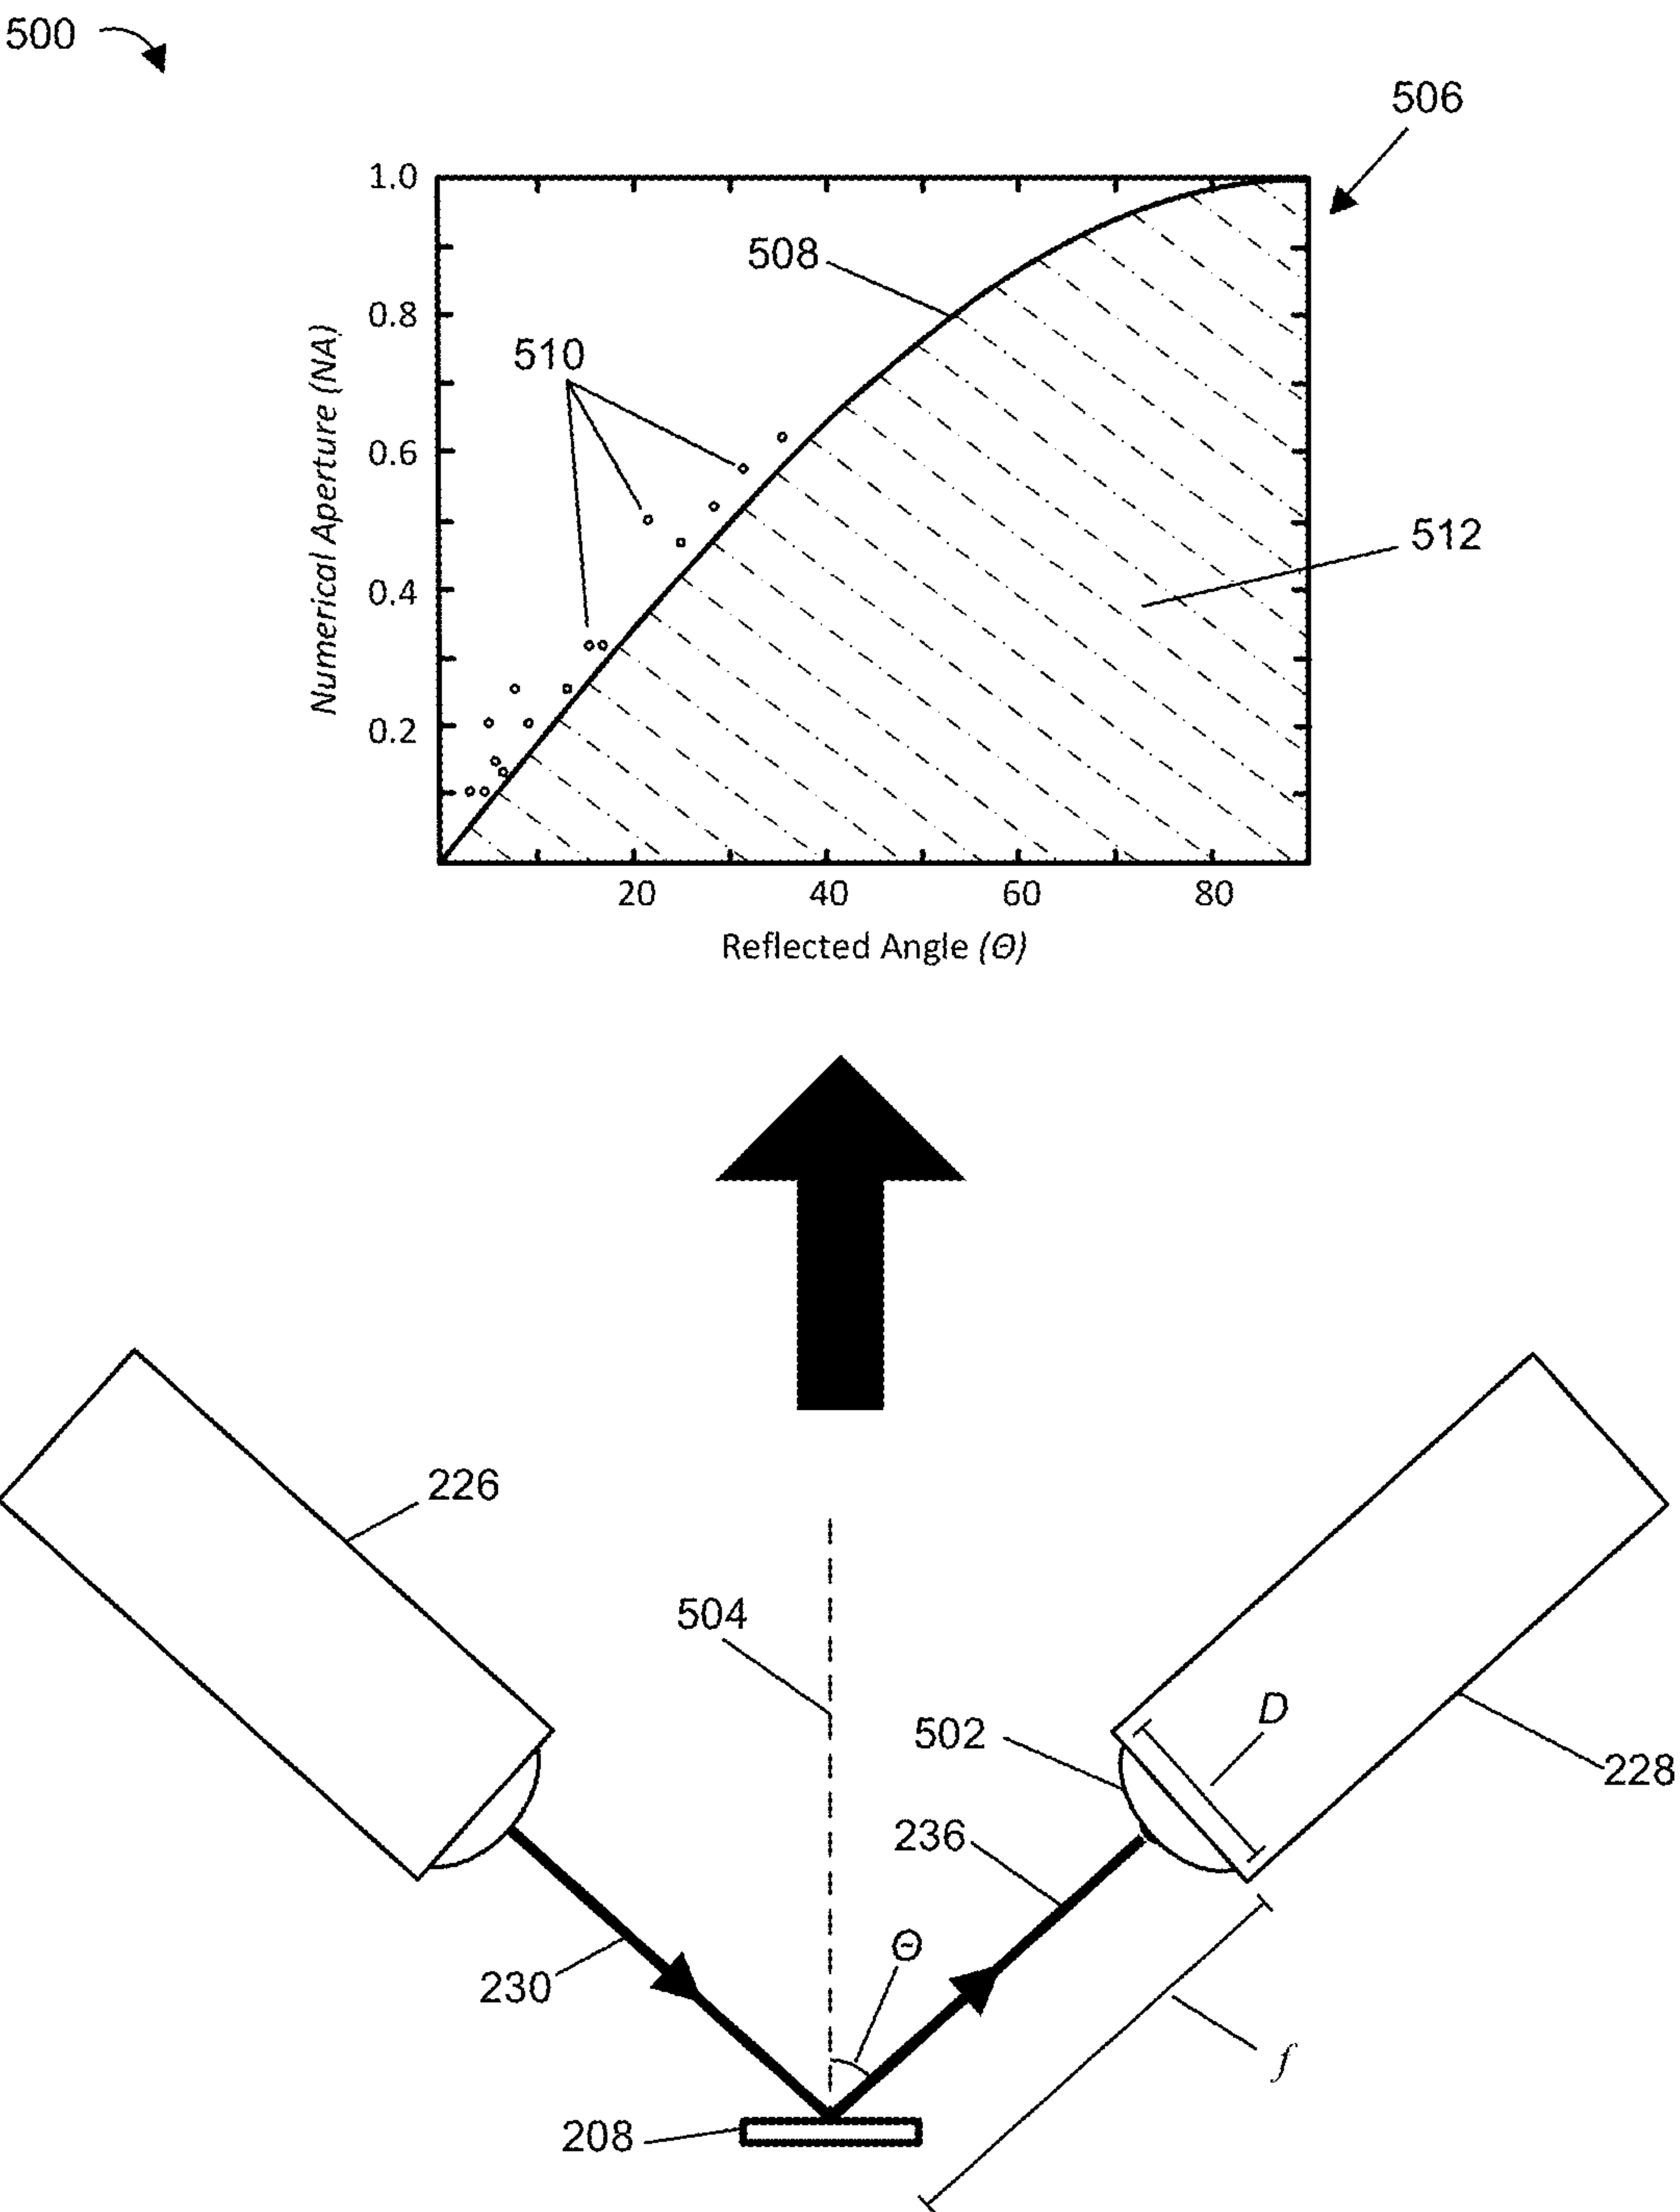 500
506
1.0
508
0.8
510
Numerical Aperture (NA)
0.6
512
0.4
0.2
20 40 60 80
Reflected Angle (Θ)
226
504
D
502
228
236
Θ
230
f
208